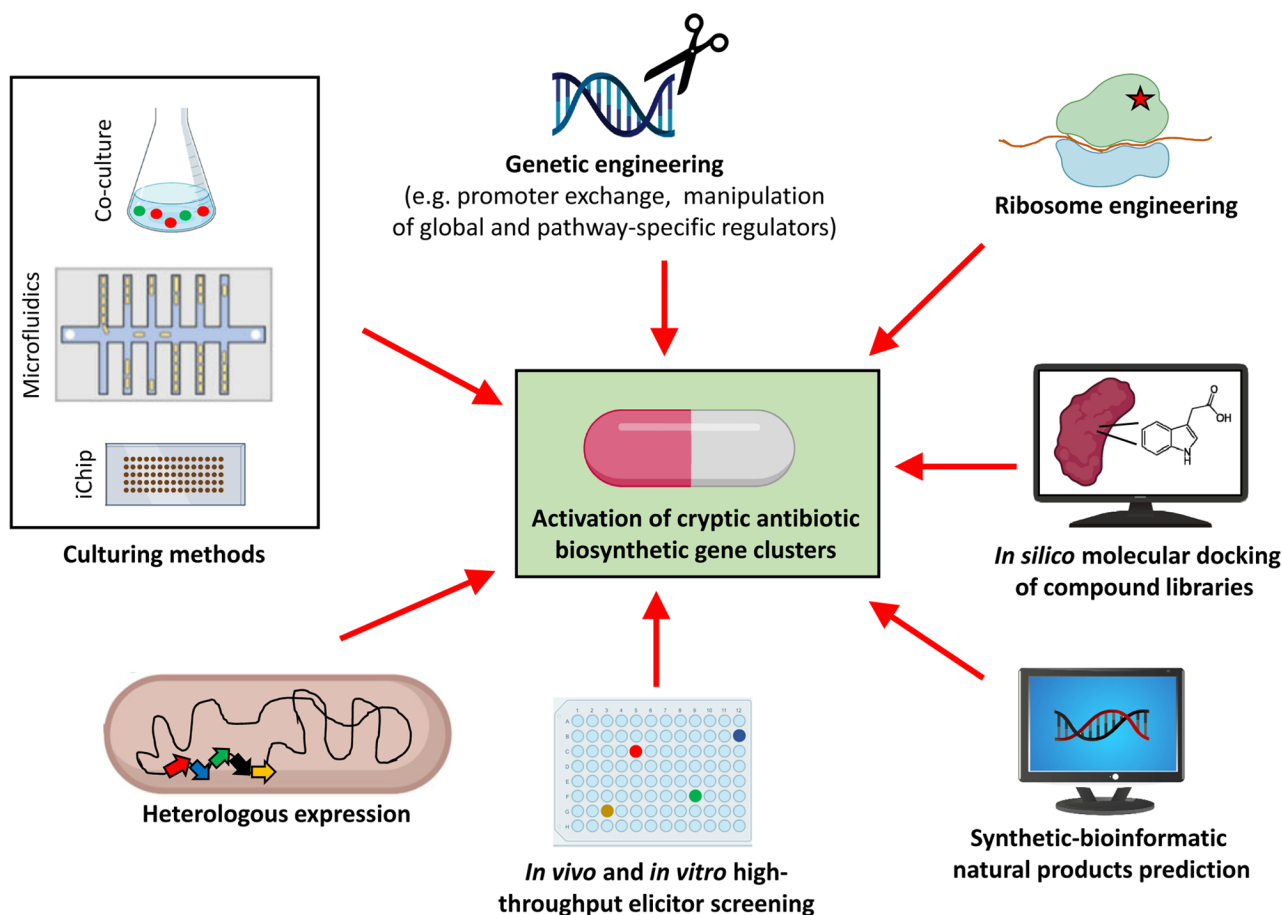 Co-culture
Microfluidics
iChip
Culturing methods
Genetic engineering
(e.g. promoter exchange, manipulation
of global and pathway-specific regulators)
Ribosome engineering
Activation of cryptic antibiotic
biosynthetic gene clusters
O
OH
N
H
In silico molecular docking
of compound libraries
Heterologous expression
1 2 3 4 5 6 7 8 9 10 11 12
A
B
C
D
E
F
G
H
In vivo and in vitro high-
throughput elicitor screening
Synthetic-bioinformatic
natural products prediction